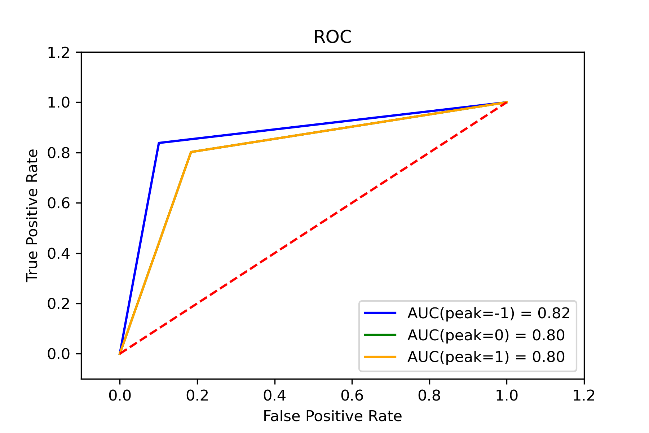 ROC
1.2
1.0
0.8
0.6
0.4
0.2
0.0
True Positive Rate
AUC(peak=-1) = 0.82
AUC(peak=0) = 0.80
AUC(peak=1) = 0.80
0.0 0.2 0.4 0.6 0.8 1.0 1.2
False Positive Rate